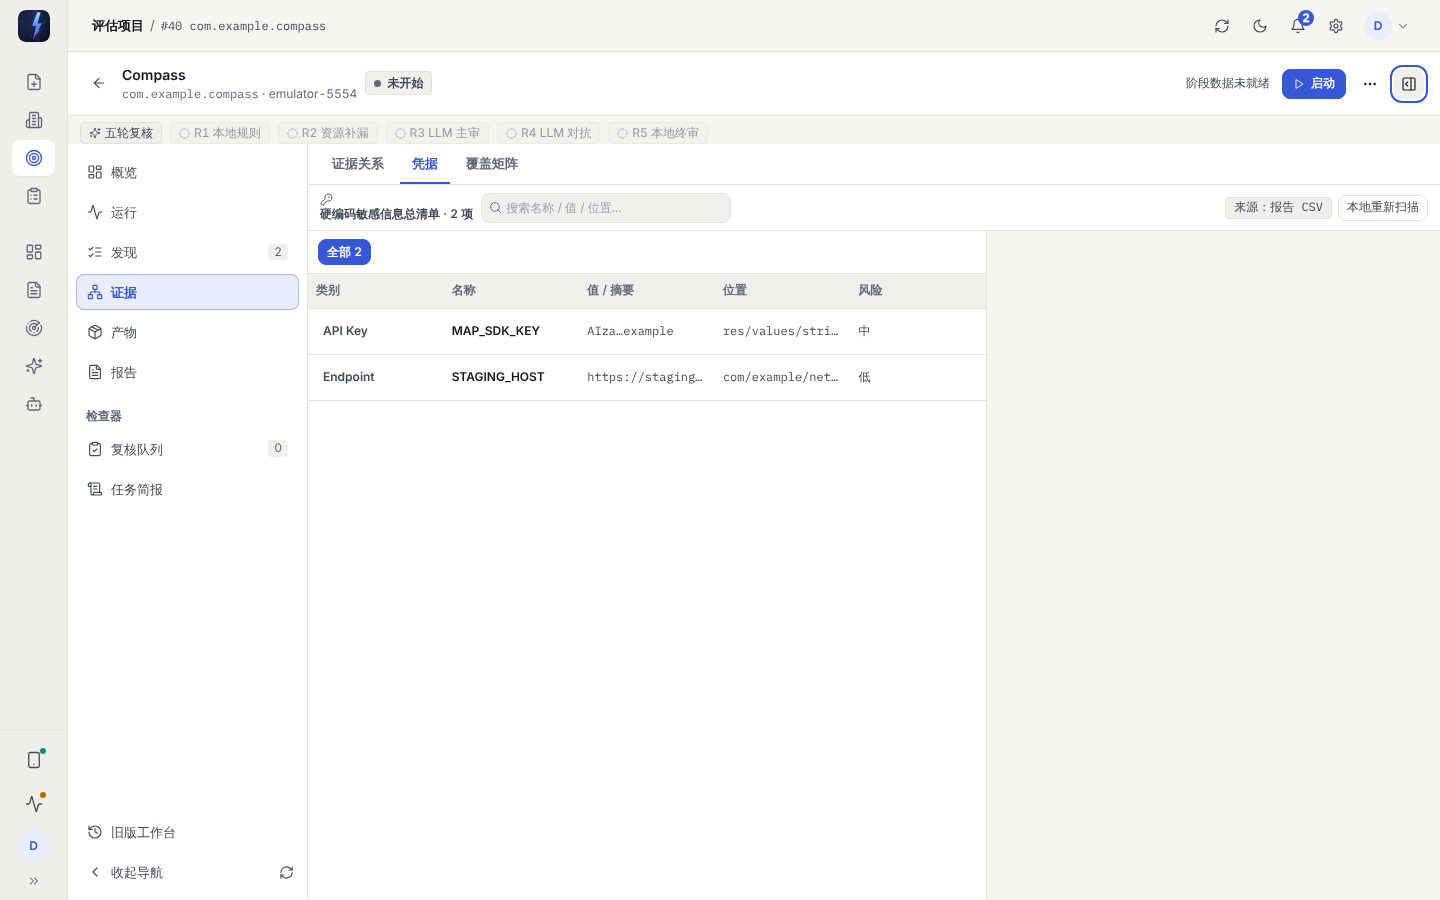 评估项目 / #40 com.example.compass
2
D
Compass
com.example.compass · emulator-5554
未开始
阶段数据未就绪
启动
五轮复核
R1 本地规则
R2 资源补漏
R3 LLM 主审
R4 LLM 对抗
R5 本地终审
概览
运行
发现 2
证据
产物
报告
检查器
复核队列 0
任务简报
旧版工作台
收起导航
D
证据关系 凭据 覆盖矩阵
硬编码敏感信息总清单 · 2 项
搜索名称 / 值 / 位置...
来源：报告 CSV
本地重新扫描
全部 2
类别 名称 值 / 摘要 位置 风险
API Key MAP_SDK_KEY AIza…example res/values/stri… 中
Endpoint STAGING_HOST https://staging… com/example/net… 低